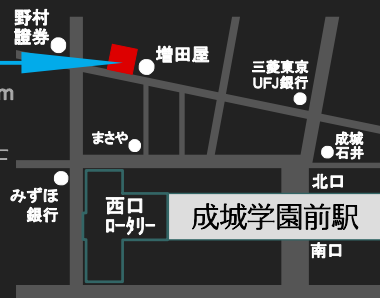 野村
證券
増田屋
三菱東京
UFJ銀行
m
まさや
成城
石井
みずほ
銀行
西口
ロータリー
北口
成城学園前駅
南口